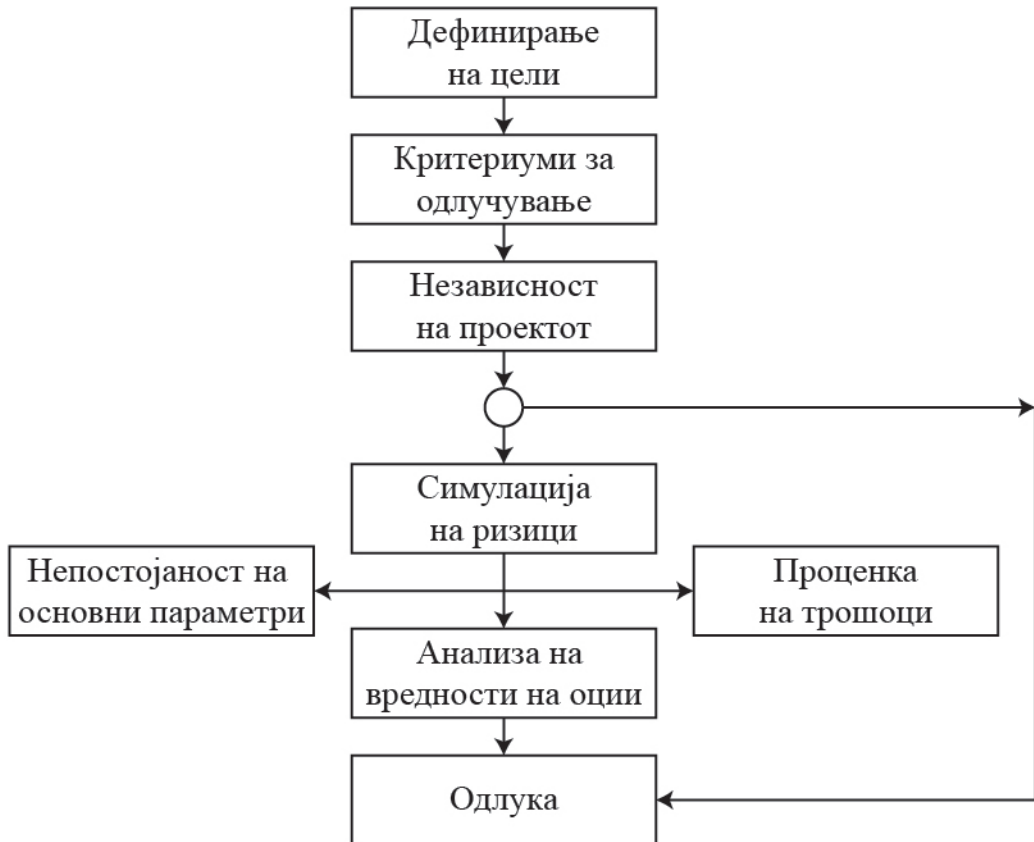 Дефинирање
на цели
Критериуми за
одлучување
Независност
на проектот
Симулација
на ризици
Непостојаност на
основни параметри
Проценка
на трошоци
Анализа на
вредности на оции
Одлука